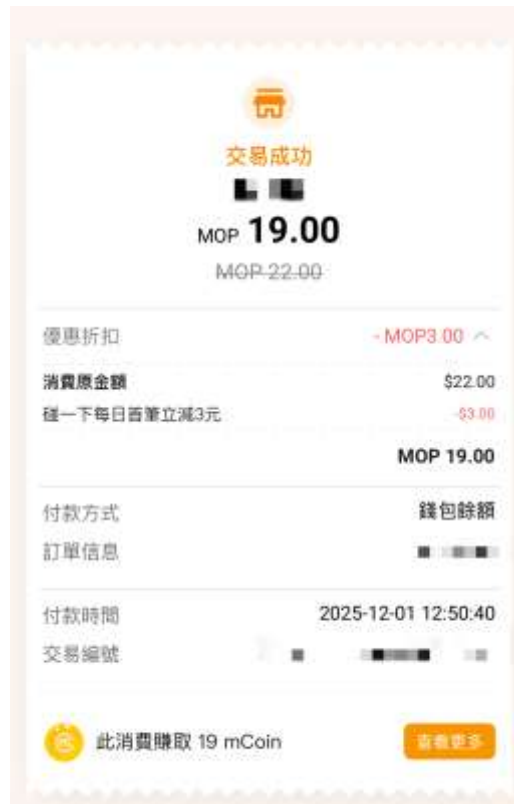 交易成功
MOP 19.00
MOP 22.00
優惠折扣 - MOP3.00
消費原金額 $22.00
碰一下每日首筆立減3元 -$3.00
MOP 19.00
付款方式 錢包餘額
訂單信息
付款時間 2025-12-01 12:50:40
交易編號
此消費賺取 19 mCoin 查看更多